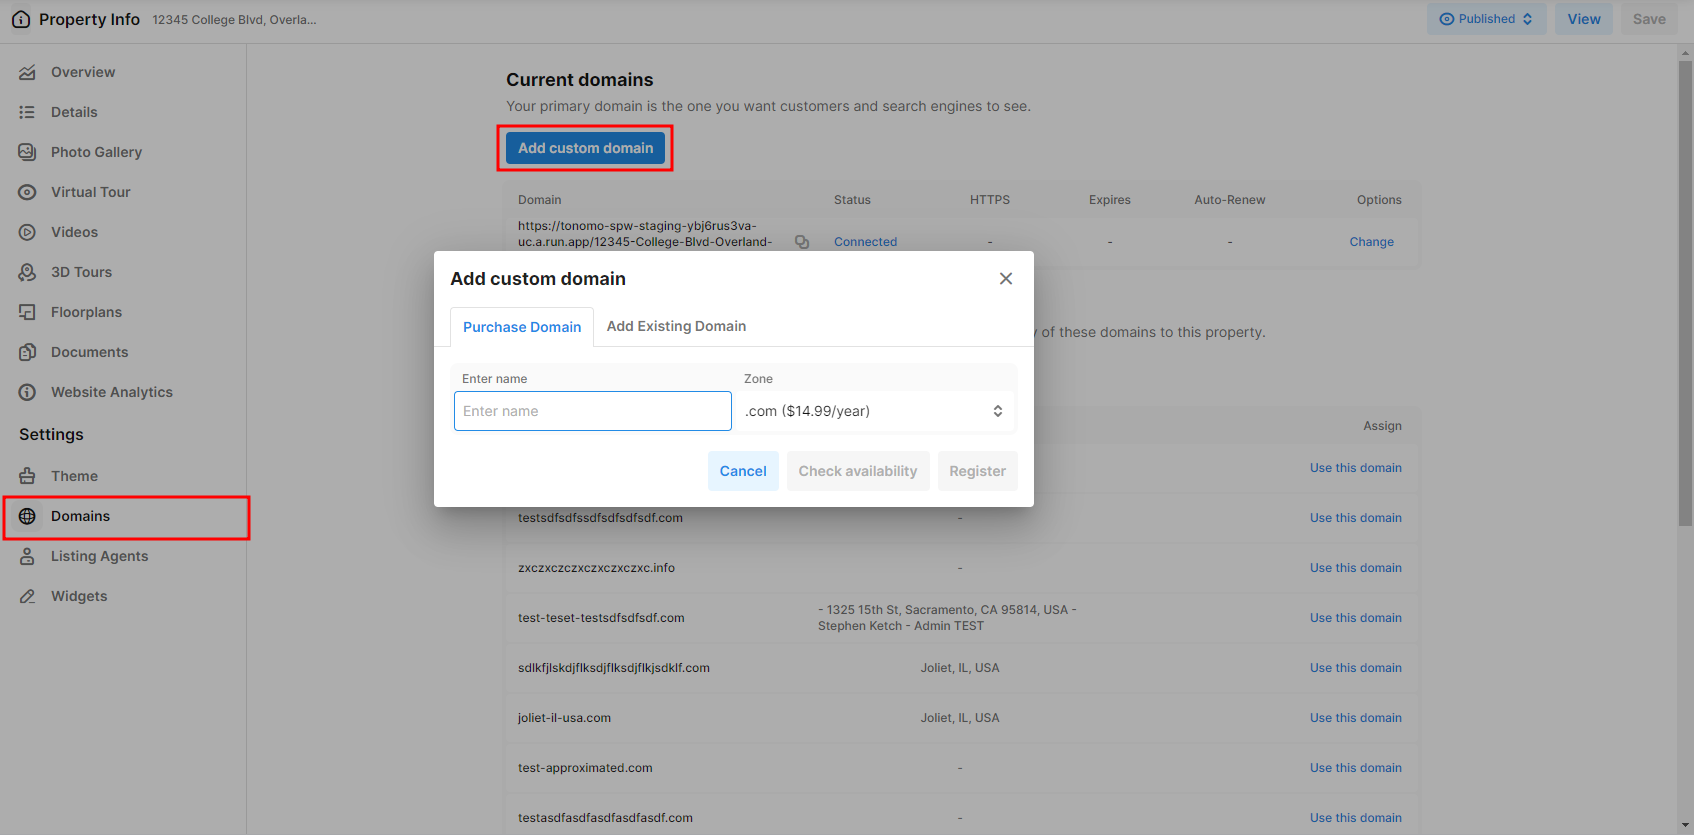 Property Info 12345 College Blvd, Overla...
Published View Save
Overview
Details
Photo Gallery
Virtual Tour
Videos
3D Tours
Floorplans
Documents
Website Analytics
Settings
Theme
Domains
Listing Agents
Widgets
Current domains
Your primary domain is the one you want customers and search engines to see.
Add custom domain
Domain Status HTTPS Expires Auto-Renew Options
https://tonomo-spw-staging-ybj6rus3va-
uc.a.run.app/12345-College-Blvd-Overland- Connected - - - Change
Add custom domain
Purchase Domain Add Existing Domain
of these domains to this property.
Enter name Zone
Enter name .com ($14.99/year)
Cancel Check availability Register
Assign
Use this domain
testsdfsdfssdfsdfsdfsdf.com - Use this domain
zxczxczczxczxczxczxc.info - Use this domain
test-teset-testsdfsdfsdf.com - 1325 15th St, Sacramento, CA 95814, USA - Use this domain
Stephen Ketch - Admin TEST
sdlkfjlskdjflksdjflksdjflkjsdklf.com Joliet, IL, USA Use this domain
joliet-il-usa.com Joliet, IL, USA Use this domain
test-approximated.com - Use this domain
testasdfasdfasdfasdfasdf.com - Use this domain